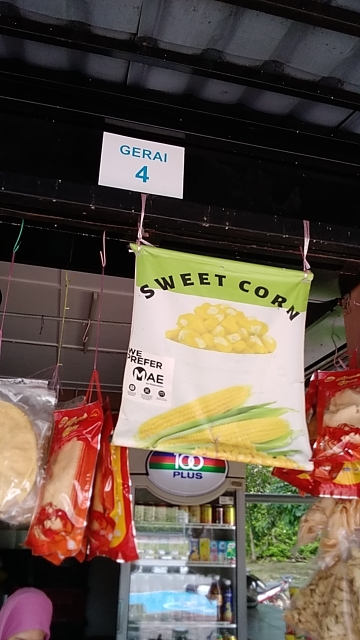 GERAI
4
SWEET CORN
WE
PREFER
MAE
100
PLUS